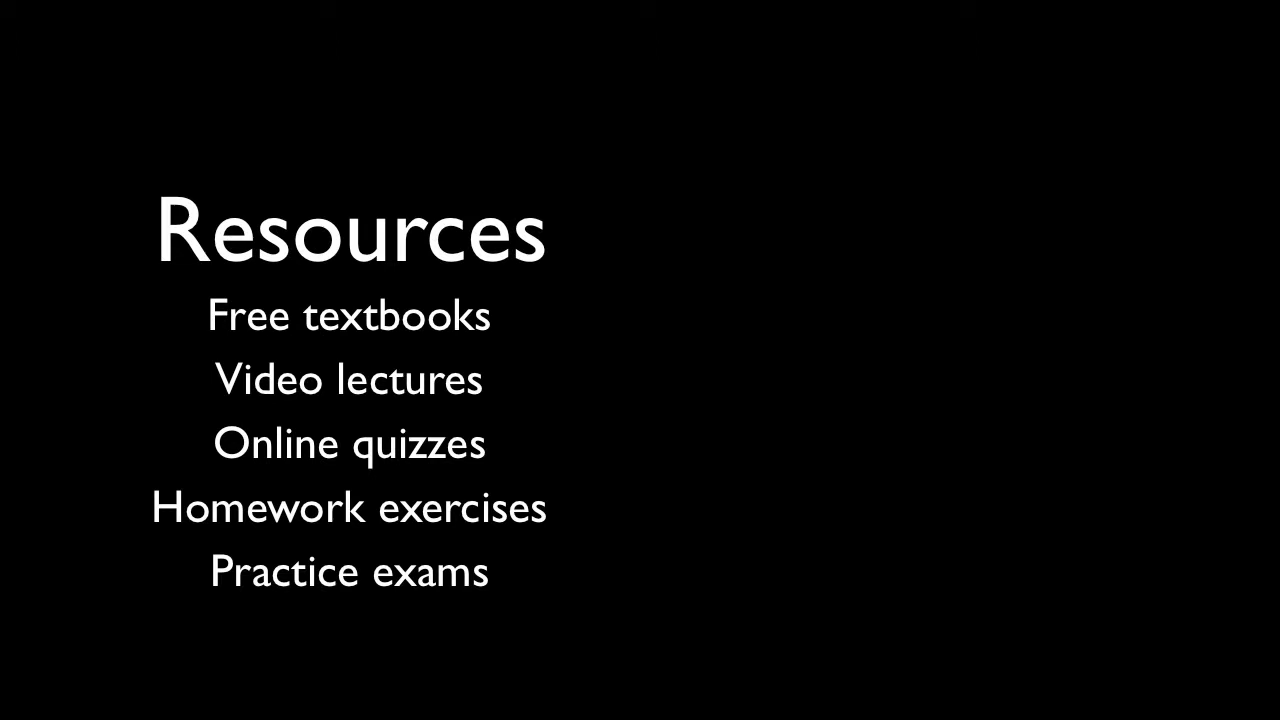 Resources
Free textbooks
Video lectures
Online quizzes
Homework exercises
Practice exams